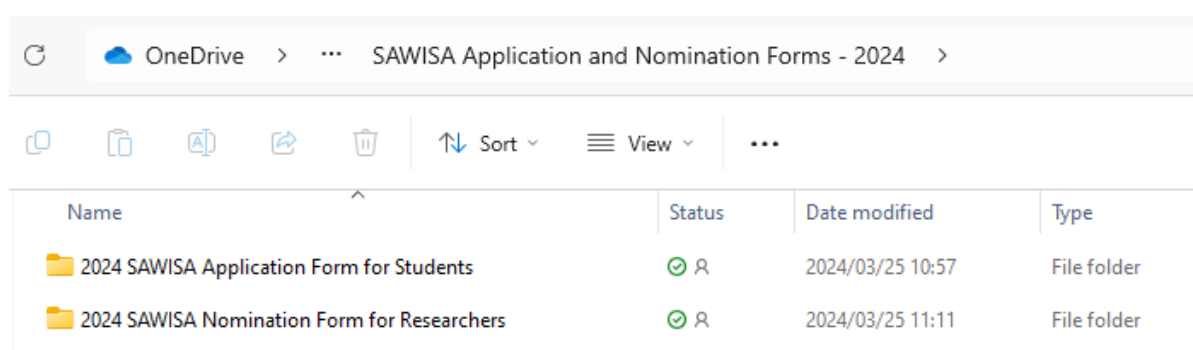 OneDrive > ... SAWISA Application and Nomination Forms - 2024 >
Sort View ...
Name Status Date modified Type
2024 SAWISA Application Form for Students 2024/03/25 10:57 File folder
2024 SAWISA Nomination Form for Researchers 2024/03/25 11:11 File folder